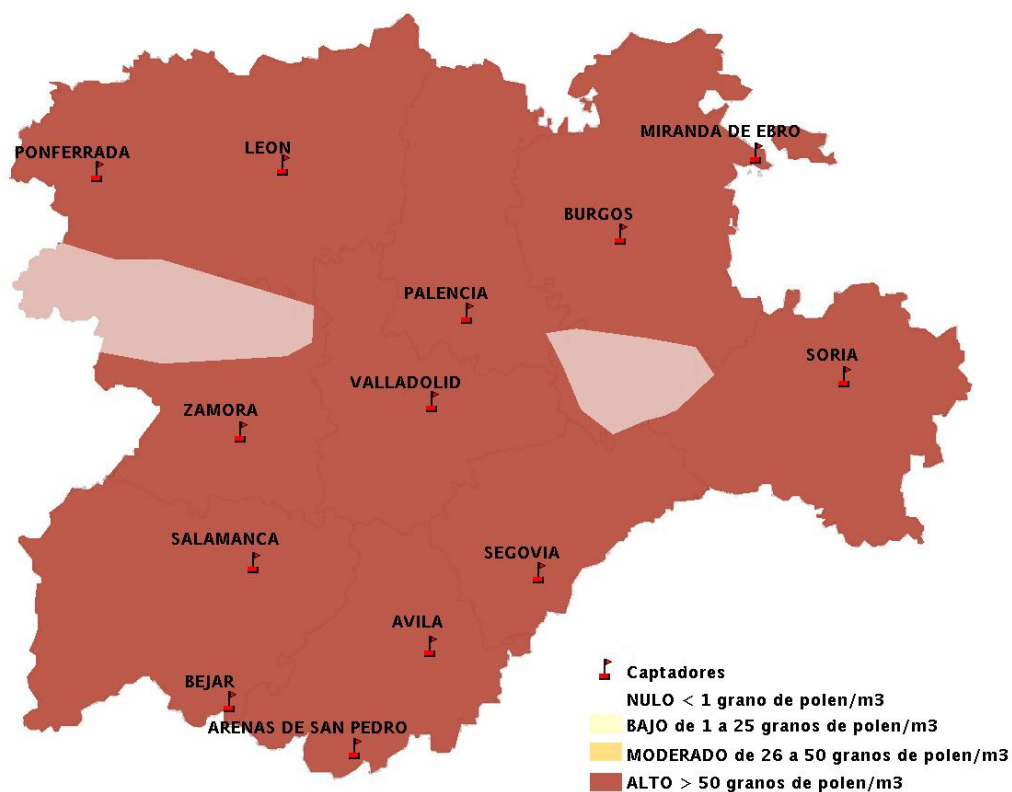 MIRANDA DE EBRO
PONFERRADA
LEON
BURGOS
PALENCIA
SORIA
VALLADOLID
ZAMORA
SALAMANCA
SEGOVIA
AVILA
BEJAR
ARENAS DE SAN PEDRO
Captadores
NULO < 1 grano de polen/m3
BAJO de 1 a 25 granos de polen/m3
MODERADO de 26 a 50 granos de polen/m3
ALTO > 50 granos de polen/m3